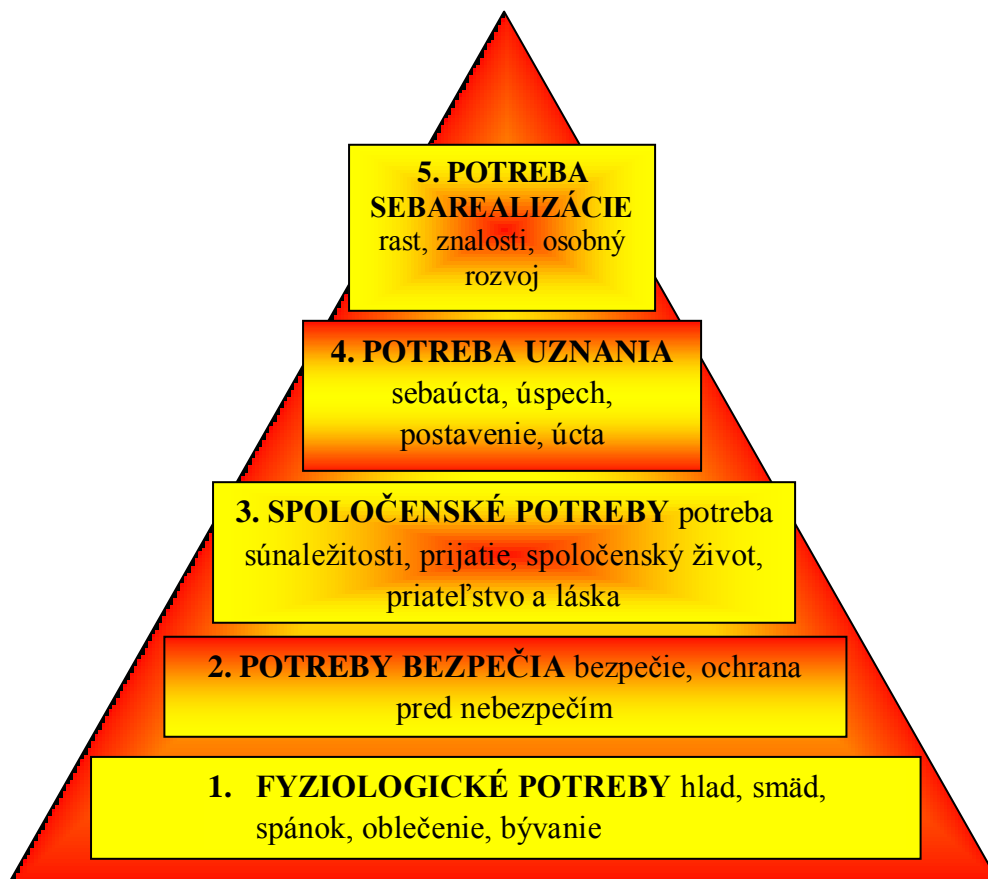 5. POTREBA
SEBAREALIZÁCIE
rast, znalosti, osobný
rozvoj
4. POTREBA UZNANIA
sebaúcta, úspech,
postavenie, úcta
3. SPOLOČENSKÉ POTREBY potreba
súnaležitosti, prijatie, spoločenský život,
priateľstvo a láska
2. POTREBY BEZPEČIA bezpečie, ochrana
pred nebezpečím
1. FYZIOLOGICKÉ POTREBY hlad, smäd,
spánok, oblečenie, bývanie